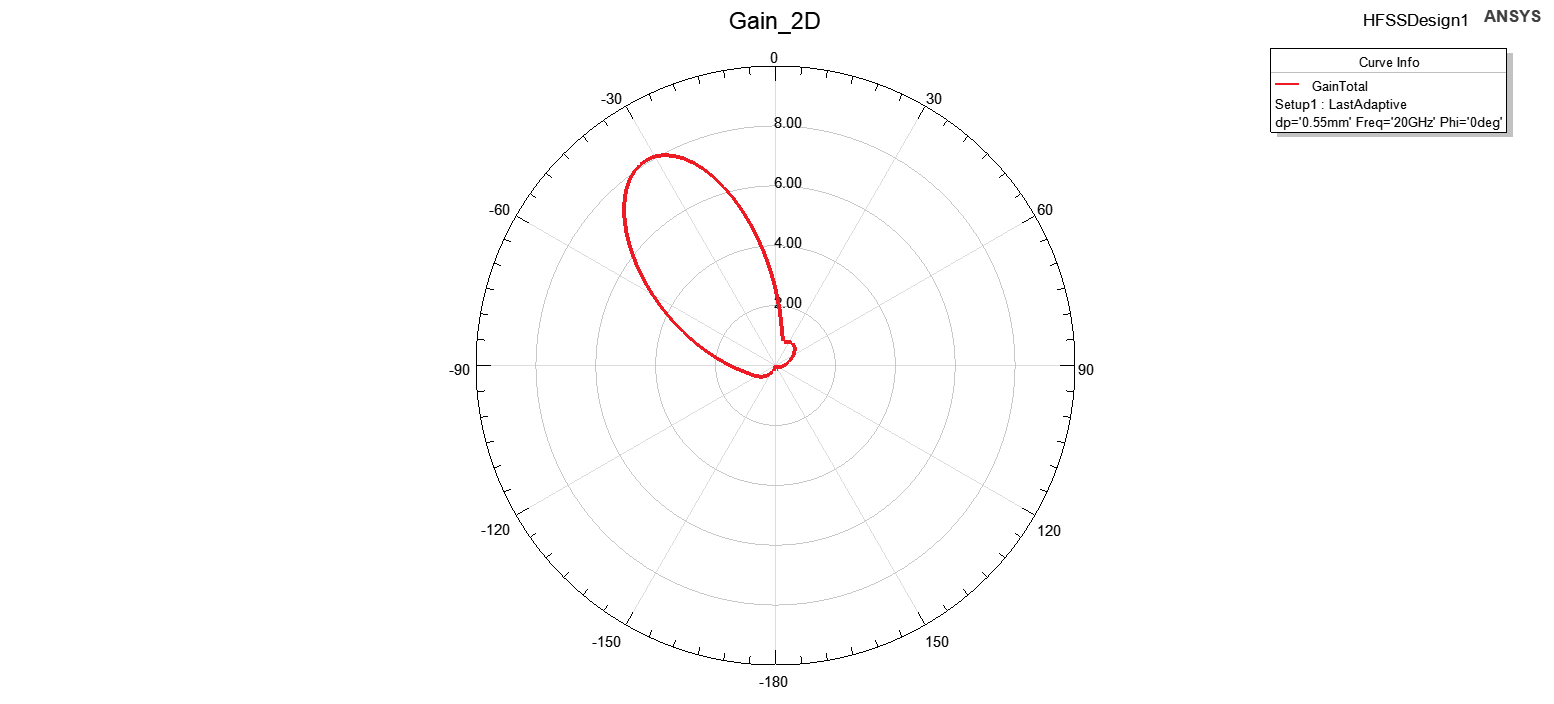 Gain_2D
HFSSDesign1
ANSYS
Curve Info
GainTotal
Setup1 : LastAdaptive
dp='0.55mm' Freq='20GHz' Phi='0deg'
0
-30
30
8.00
6.00
-60
60
4.00
2.00
-90
90
-120
120
-150
150
-180